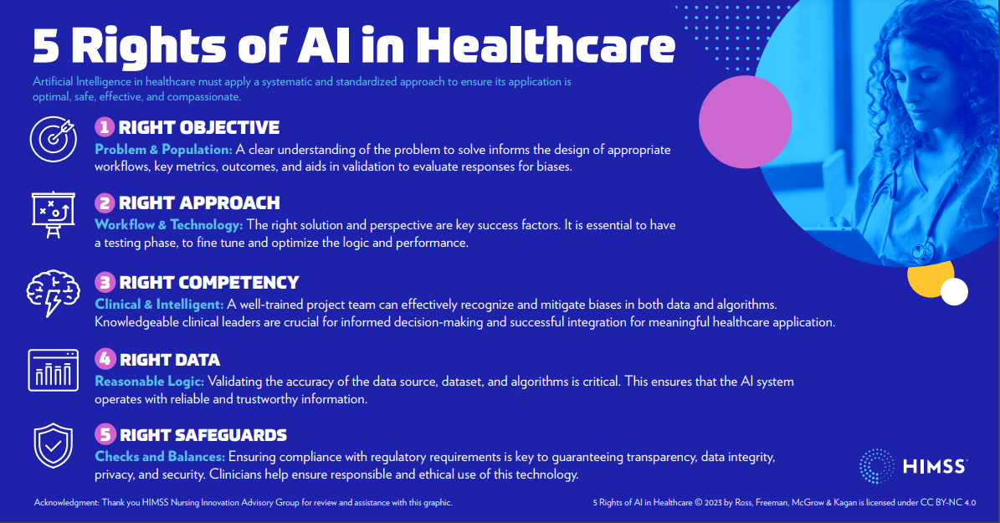 5 Rights of AI in Healthcare
Artificial Intelligence in healthcare must apply a systematic and standardized approach to ensure its application is
optimal, safe, effective, and compassionate.
1 RIGHT OBJECTIVE
Problem & Population: A clear understanding of the problem to solve informs the design of appropriate
workflows, key metrics, outcomes, and aids in validation to evaluate responses for biases.
2 RIGHT APPROACH
Workflow & Technology: The right solution and perspective are key success factors. It is essential to have
a testing phase, to fine tune and optimize the logic and performance.
3 RIGHT COMPETENCY
Clinical & Intelligent: A well-trained project team can effectively recognize and mitigate biases in both data and algorithms.
Knowledgeable clinical leaders are crucial for informed decision-making and successful integration for meaningful healthcare application.
4 RIGHT DATA
Reasonable Logic: Validating the accuracy of the data source, dataset, and algorithms is critical. This ensures that the AI system
operates with reliable and trustworthy information.
5 RIGHT SAFEGUARDS
Checks and Balances: Ensuring compliance with regulatory requirements is key to guaranteeing transparency, data integrity,
privacy, and security. Clinicians help ensure responsible and ethical use of this technology.
HIMSS
Acknowledgment: Thank you HIMSS Nursing Innovation Advisory Group for review and assistance with this graphic.
5 Rights of AI in Healthcare © 2023 by Ross, Freeman, McGrow & Kagan is licensed under CC BY-NC 4.0